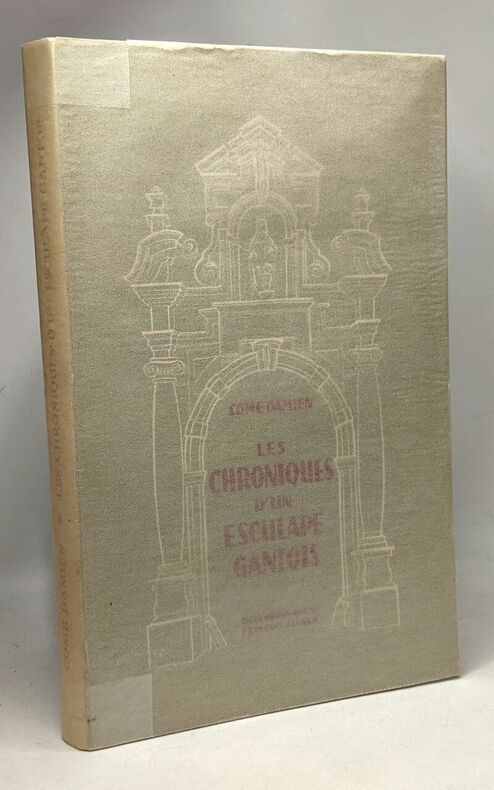 COME DAMIEN
LES
CHRONIQUES
D'UN
ESCULAPE
GANTOIS
COME DAMIEN LES CHRONIQUES D'UN ESCULAPE GANTOIS